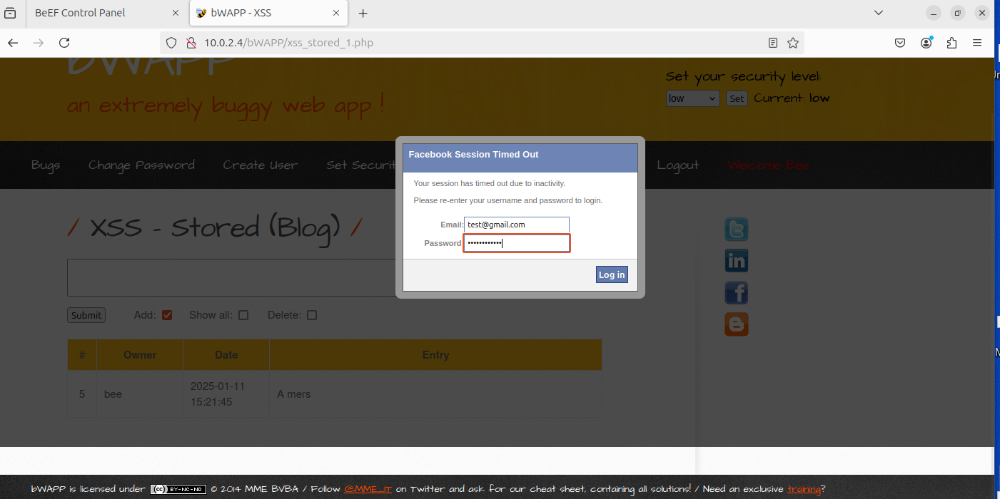 BeEF Control Panel
bWAPP - XSS
10.0.2.4/bWAPP/xss_stored_1.php
bWAPP
an extremely buggy web app !
Set your security level:
low Set Current: low
Bugs Change Password Create User Set Securit Logout Welcome Bee
Facebook Session Timed Out
Your session has timed out due to inactivity.
Please re-enter your username and password to login.
Email: test@gmail.com
Password ••••••••••••
Log in
/ XSS - Stored (Blog) /
Submit Add: Show all: Delete:
# Owner Date Entry
5 bee 2025-01-11 A mers
15:21:45
bWAPP is licensed under (cc) BY-NC-ND © 2014 MME BVBA / Follow @MME_IT on Twitter and ask for our cheat sheet, containing all solutions! / Need an exclusive training?